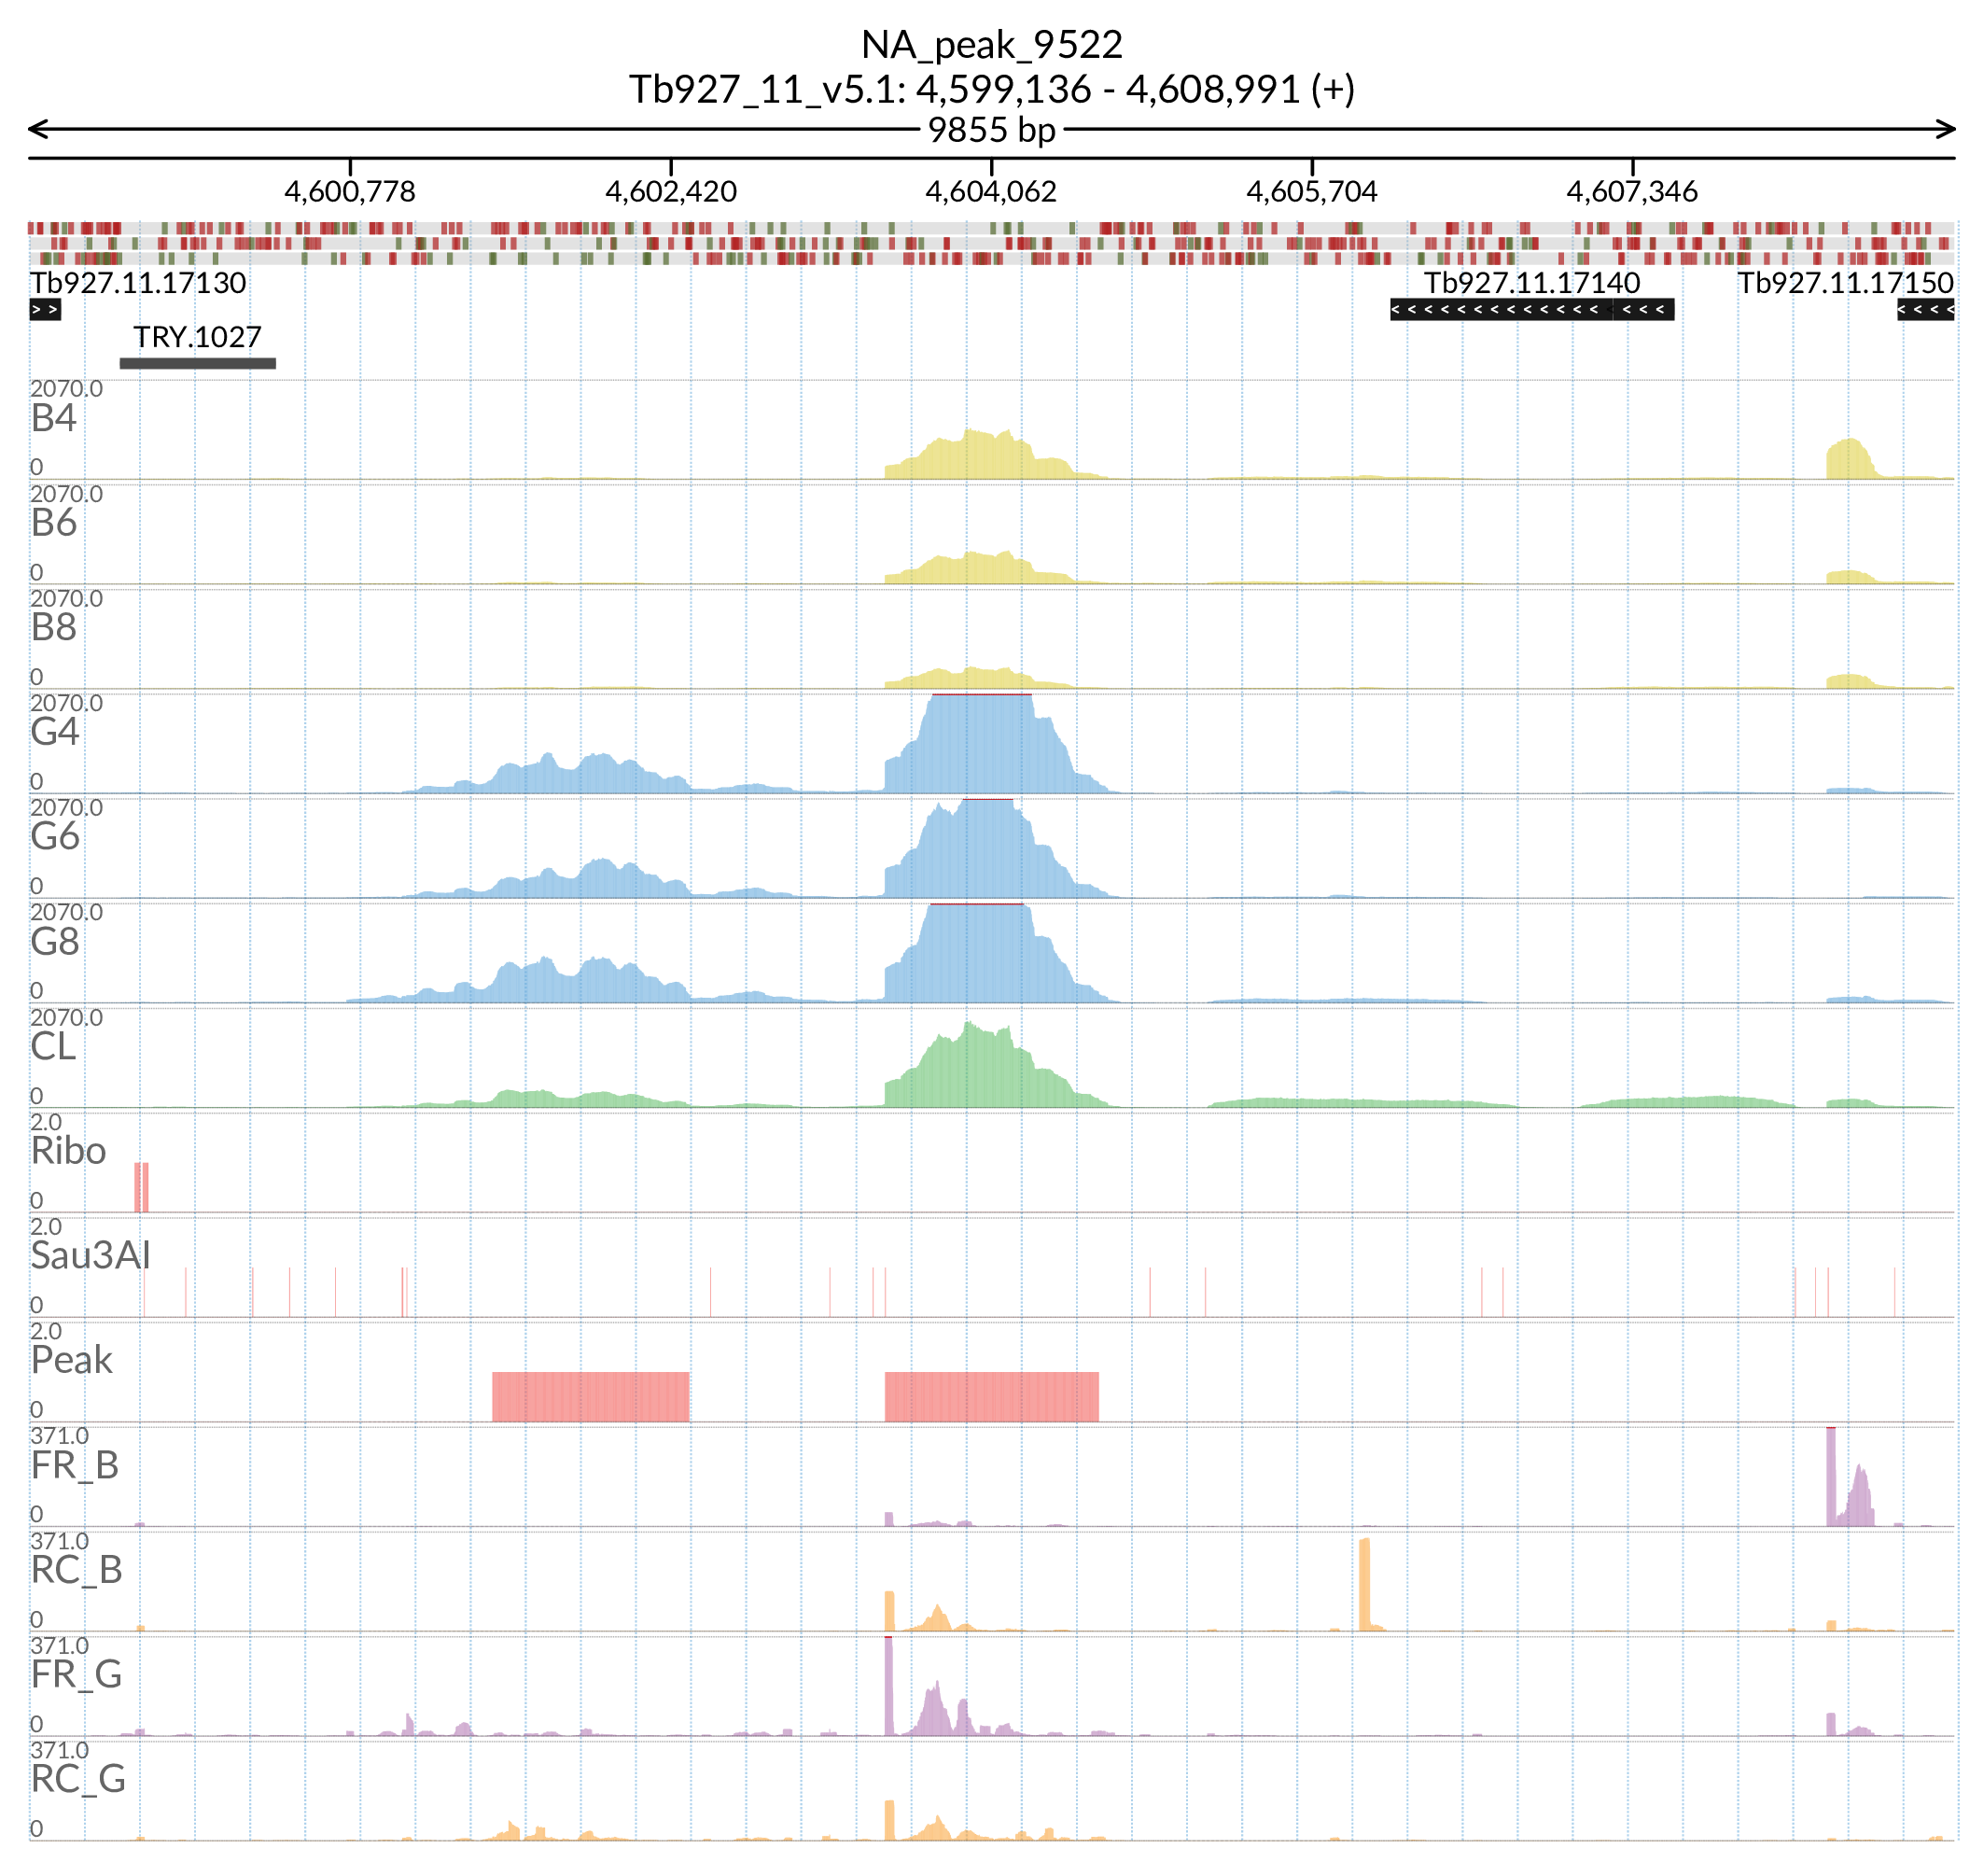 NA_peak_9522
Tb927_11_v5.1: 4,599,136 - 4,608,991 (+)
9855 bp
4,600,778 4,602,420 4,604,062 4,605,704 4,607,346
Tb927.11.17130 Tb927.11.17140 Tb927.11.17150
TRY.1027
2070.0
B4
0
2070.0
B6
0
2070.0
B8
0
2070.0
G4
0
2070.0
G6
0
2070.0
G8
0
2070.0
CL
0
2.0
Ribo
0
2.0
Sau3AI
0
2.0
Peak
0
371.0
FR_B
0
371.0
RC_B
0
371.0
FR_G
0
371.0
RC_G
0